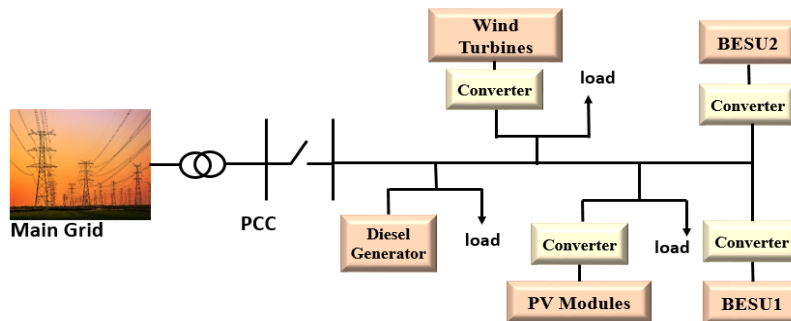 Wind
Turbines
BESU2
load
Converter
Converter
Main Grid
PCC
Diesel
Generator
load
Converter
load
Converter
PV Modules
BESU1